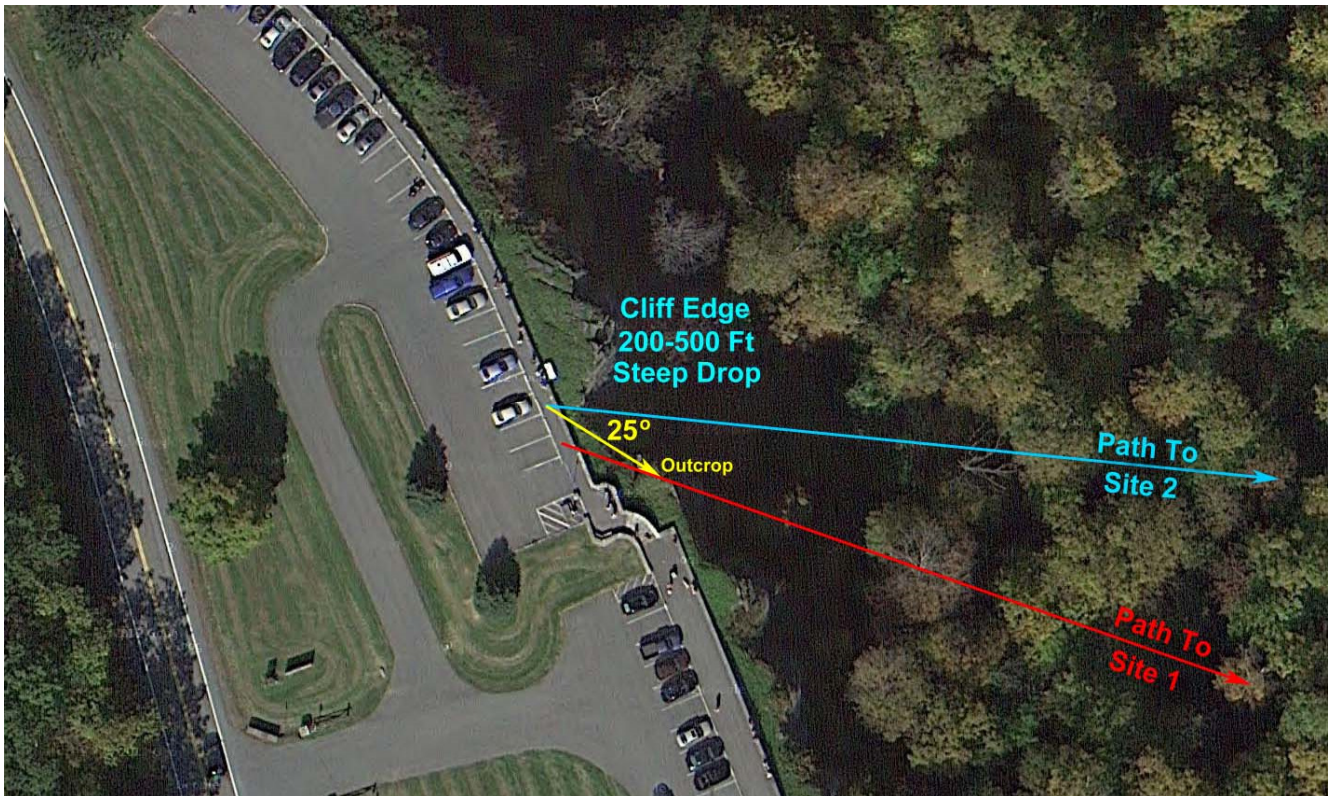 Cliff Edge
200-500 Ft
Steep Drop
25°
Outcrop
Path To
Site 2
Path To
Site 1